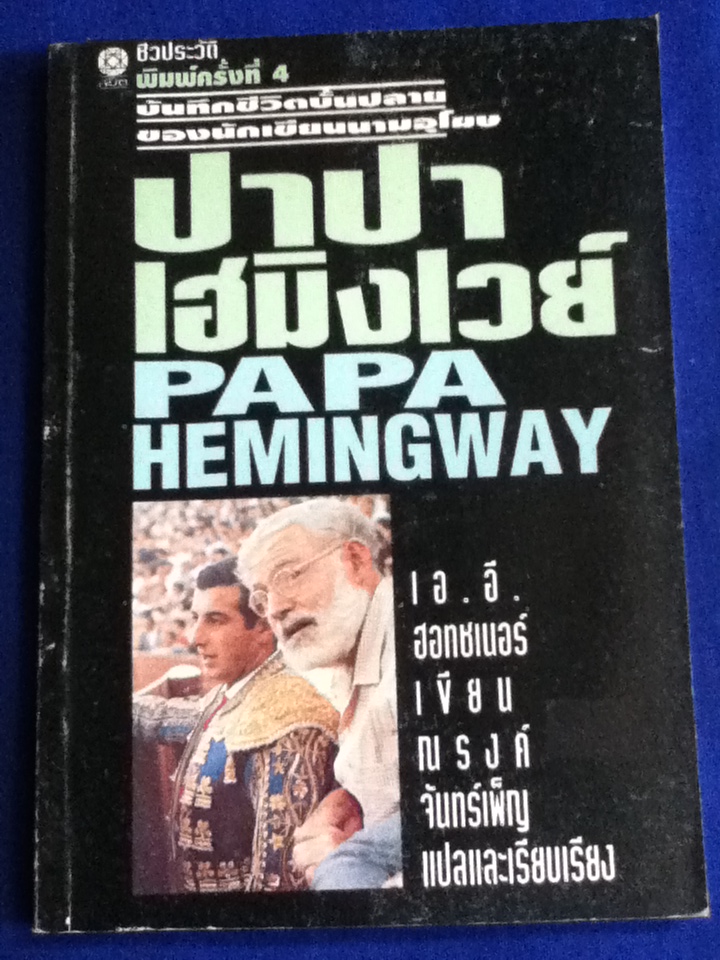 ชีวประวัติ
พิมพ์ครั้งที่ 4
บันทึกชีวิตบั้นปลาย
ของนักเขียนนามอุโฆษ
ปาปา
เฮมิงเวย์
PAPA
HEMINGWAY
เอ.อี.
ฮอทชเนอร์
เขียน
ณรงค์
จันทร์เพ็ญ
แปลและเรียบเรียง